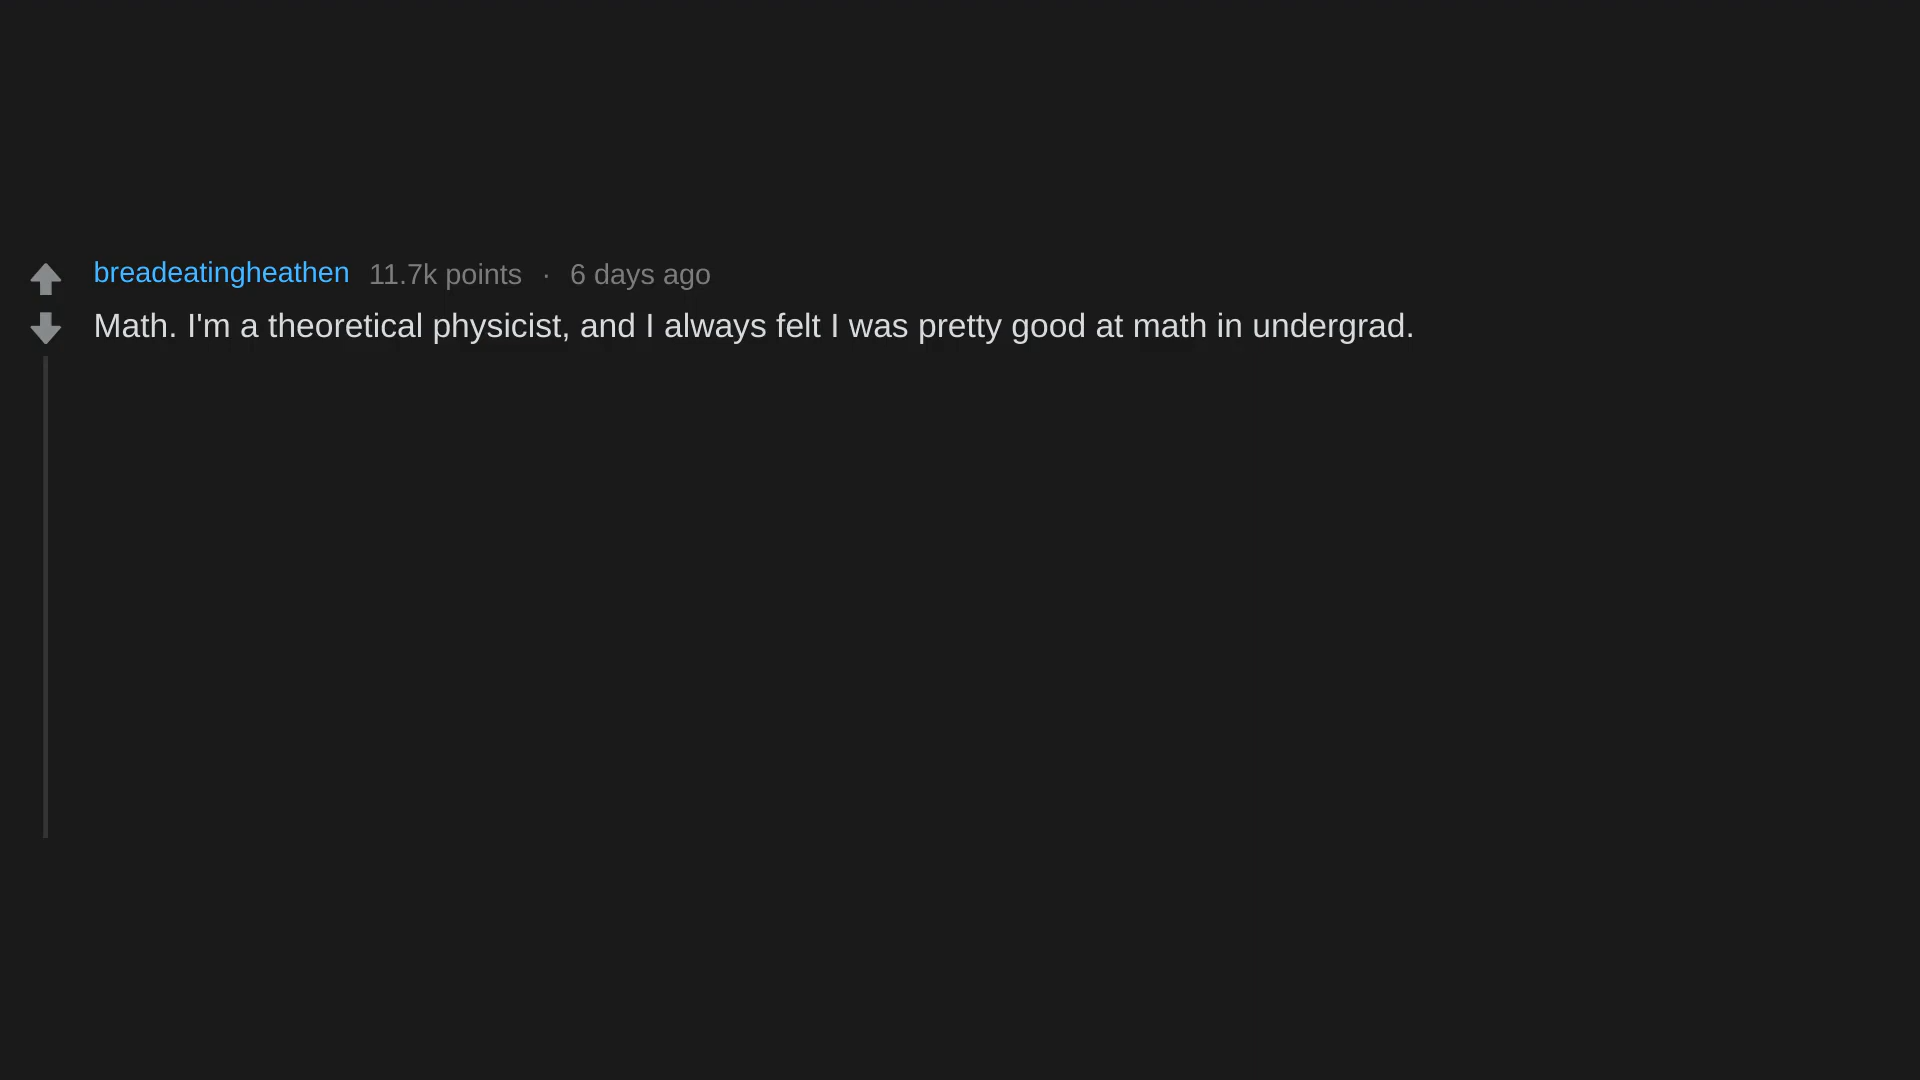 breadeatingheathen 11.7k points · 6 days ago
Math. I'm a theoretical physicist, and I always felt I was pretty good at math in undergrad.